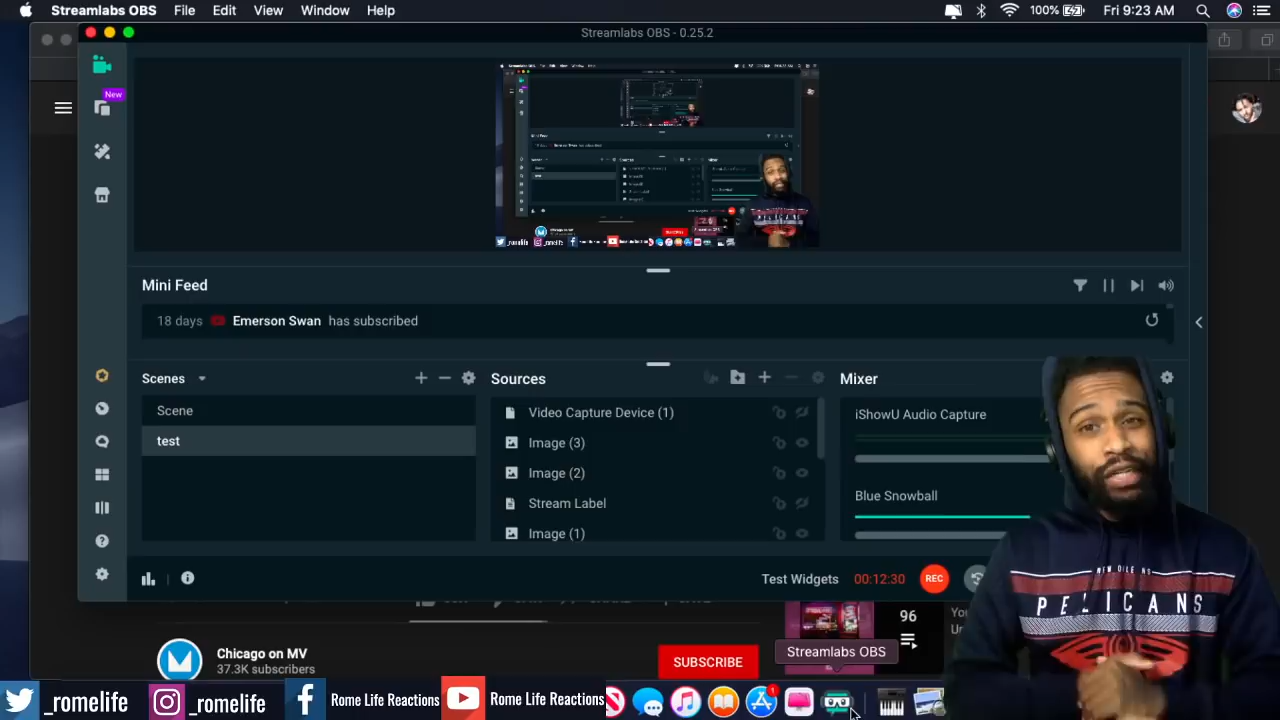 Streamlabs OBS File Edit View Window Help 100% Fri 9:23 AM
Streamlabs OBS - 0.25.2
New
Mini Feed
18 days Emerson Swan has subscribed
Scenes
Scene
test
Sources
Video Capture Device (1)
Image (3)
Image (2)
Stream Label
Image (1)
Mixer
iShowU Audio Capture
Blue Snowball
Test Widgets 00:12:30 REC
NEW ORLEANS
PELICANS
Chicago on MV
37.3K subscribers
SUBSCRIBE
96
Streamlabs OBS
_romelife
_romelife
Rome Life Reactions
Rome Life Reactions
1